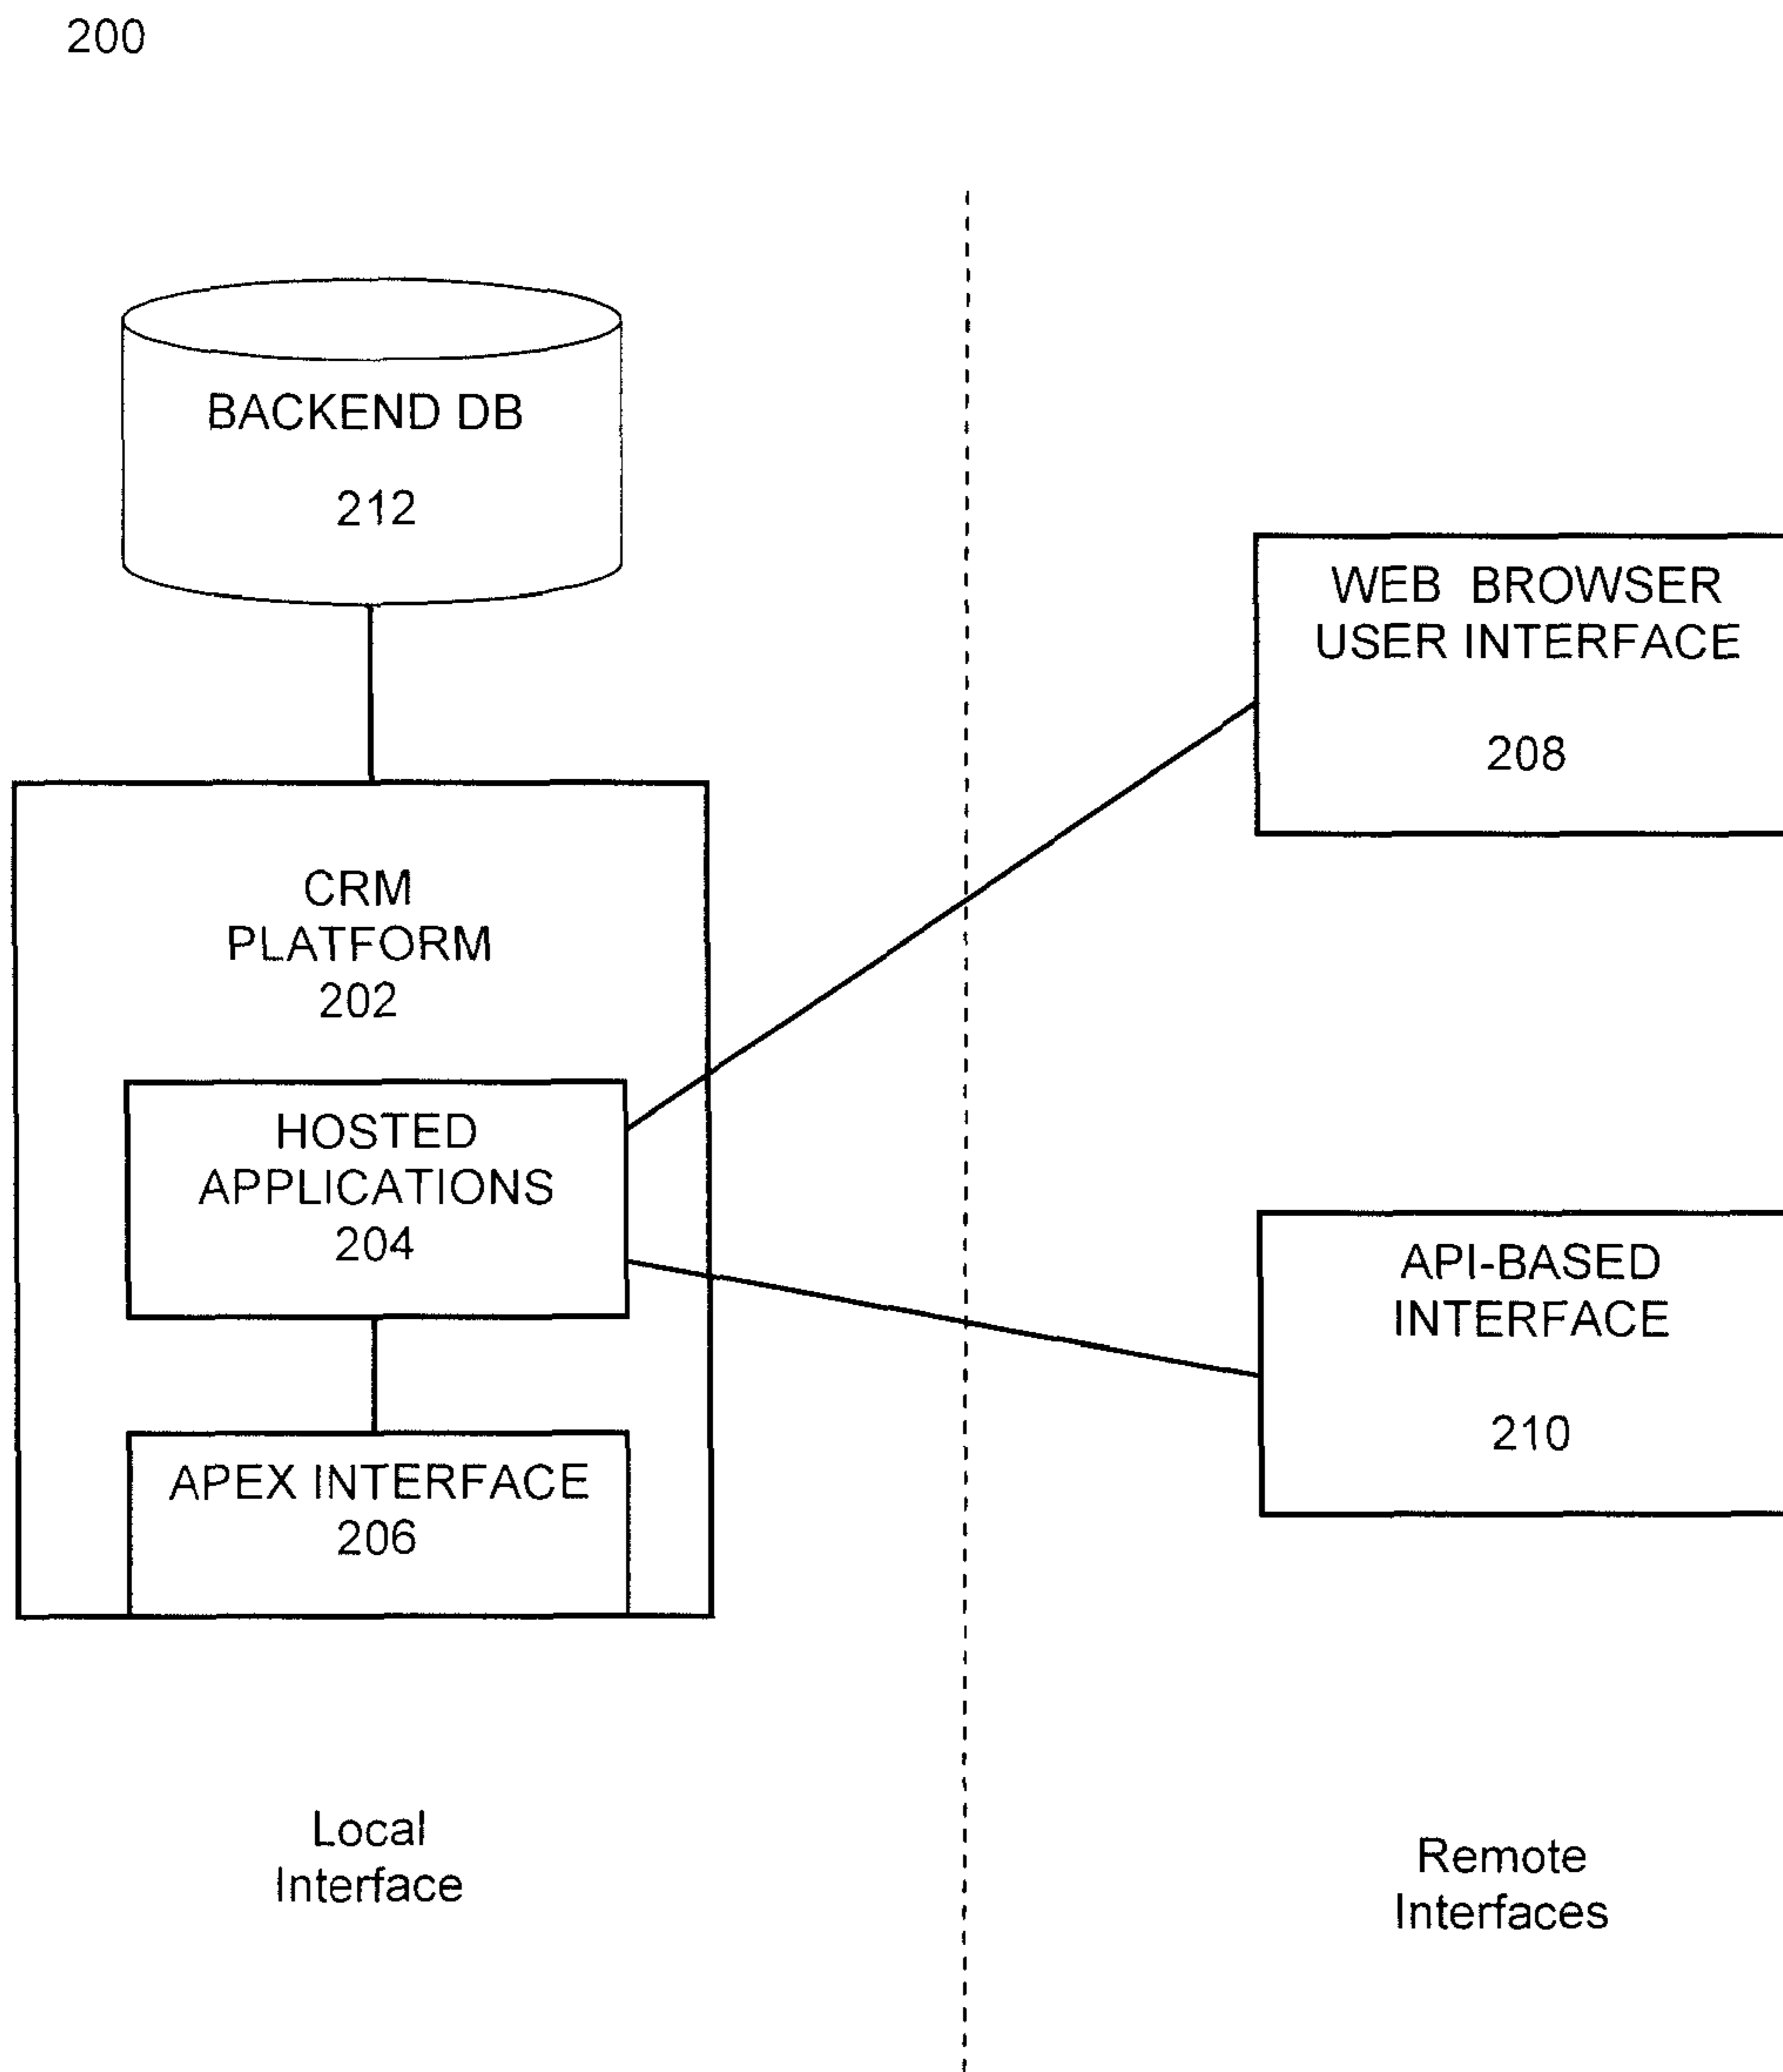 200
BACKEND DB
212
CRM
PLATFORM
202
HOSTED
APPLICATIONS
204
APEX INTERFACE
206
Local
Interface
WEB BROWSER
USER INTERFACE
208
API-BASED
INTERFACE
210
Remote
Interfaces